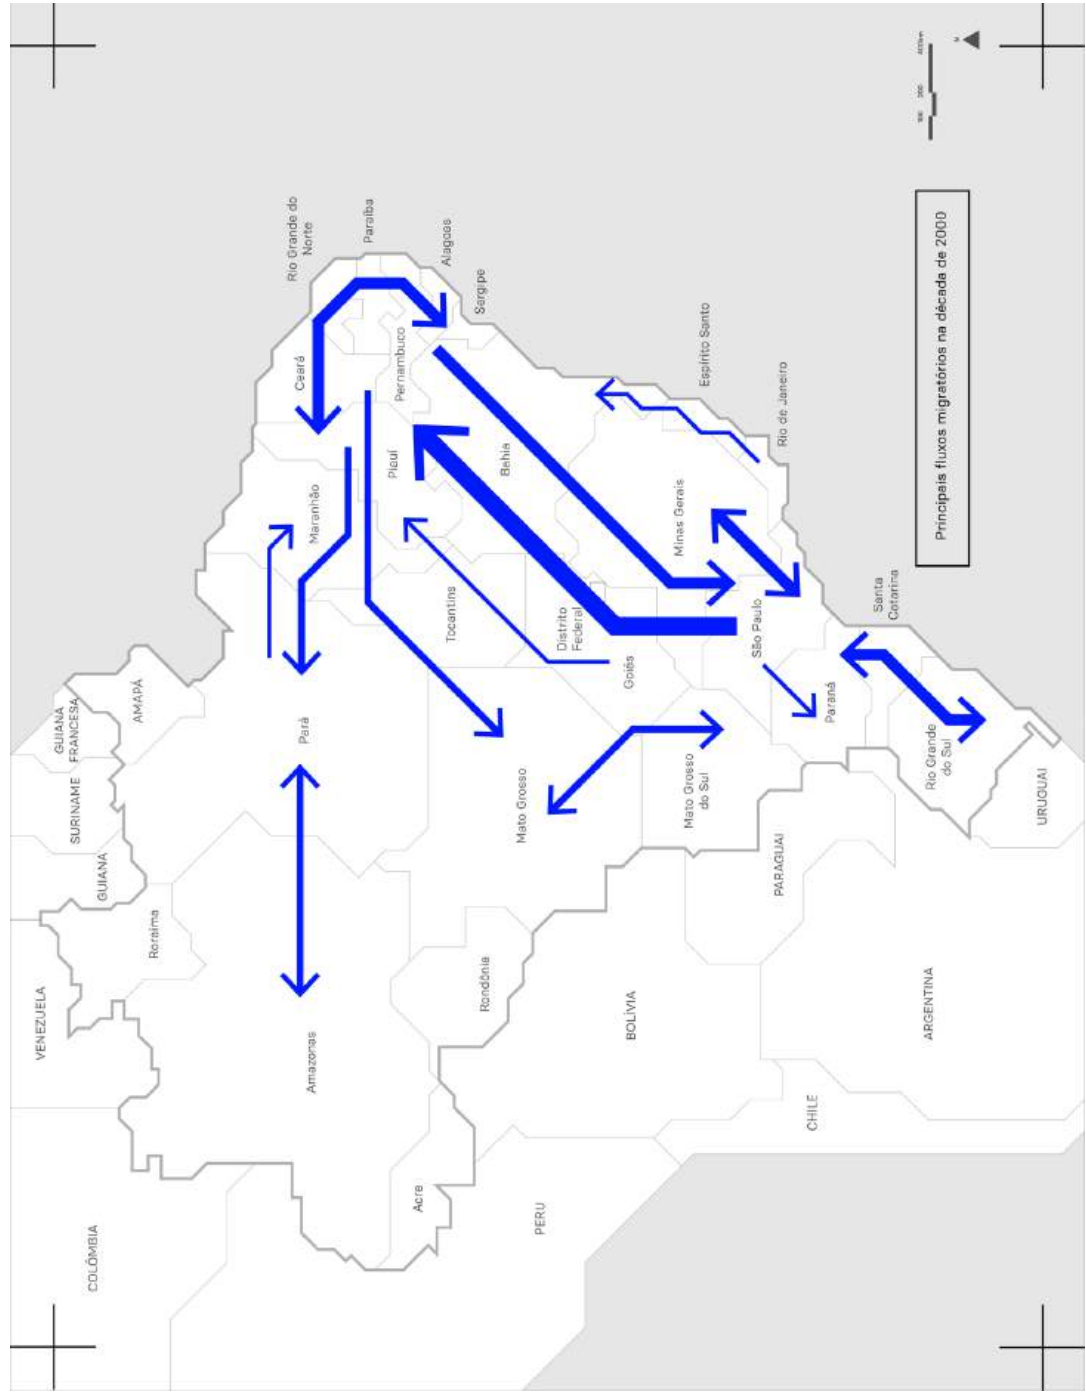 VENEZUELA
GUIANA
FRANCESA
SURINAME
COLÔMBIA
GUIANA
AMAPÁ
Roraima
Rio Grande do
Norte
Ceará
Pará
Amazonas
Maranhão
Paraíba
Piauí
Pernambuco
Acre
Alagoas
Tocantins
Sergipe
Rondônia
Bahia
Mato Grosso
PERU
Distrito
Federal
Goiás
BOLÍVIA
Minas Gerais
Mato Grosso
do Sul
Espírito Santo
São Paulo
PARAGUAI
Rio de Janeiro
CHILE
Paraná
Santa
Catarina
ARGENTINA
Rio Grande
do Sul
URUGUAI
Principais fluxos migratórios na década de 2000
100 200 400km
N